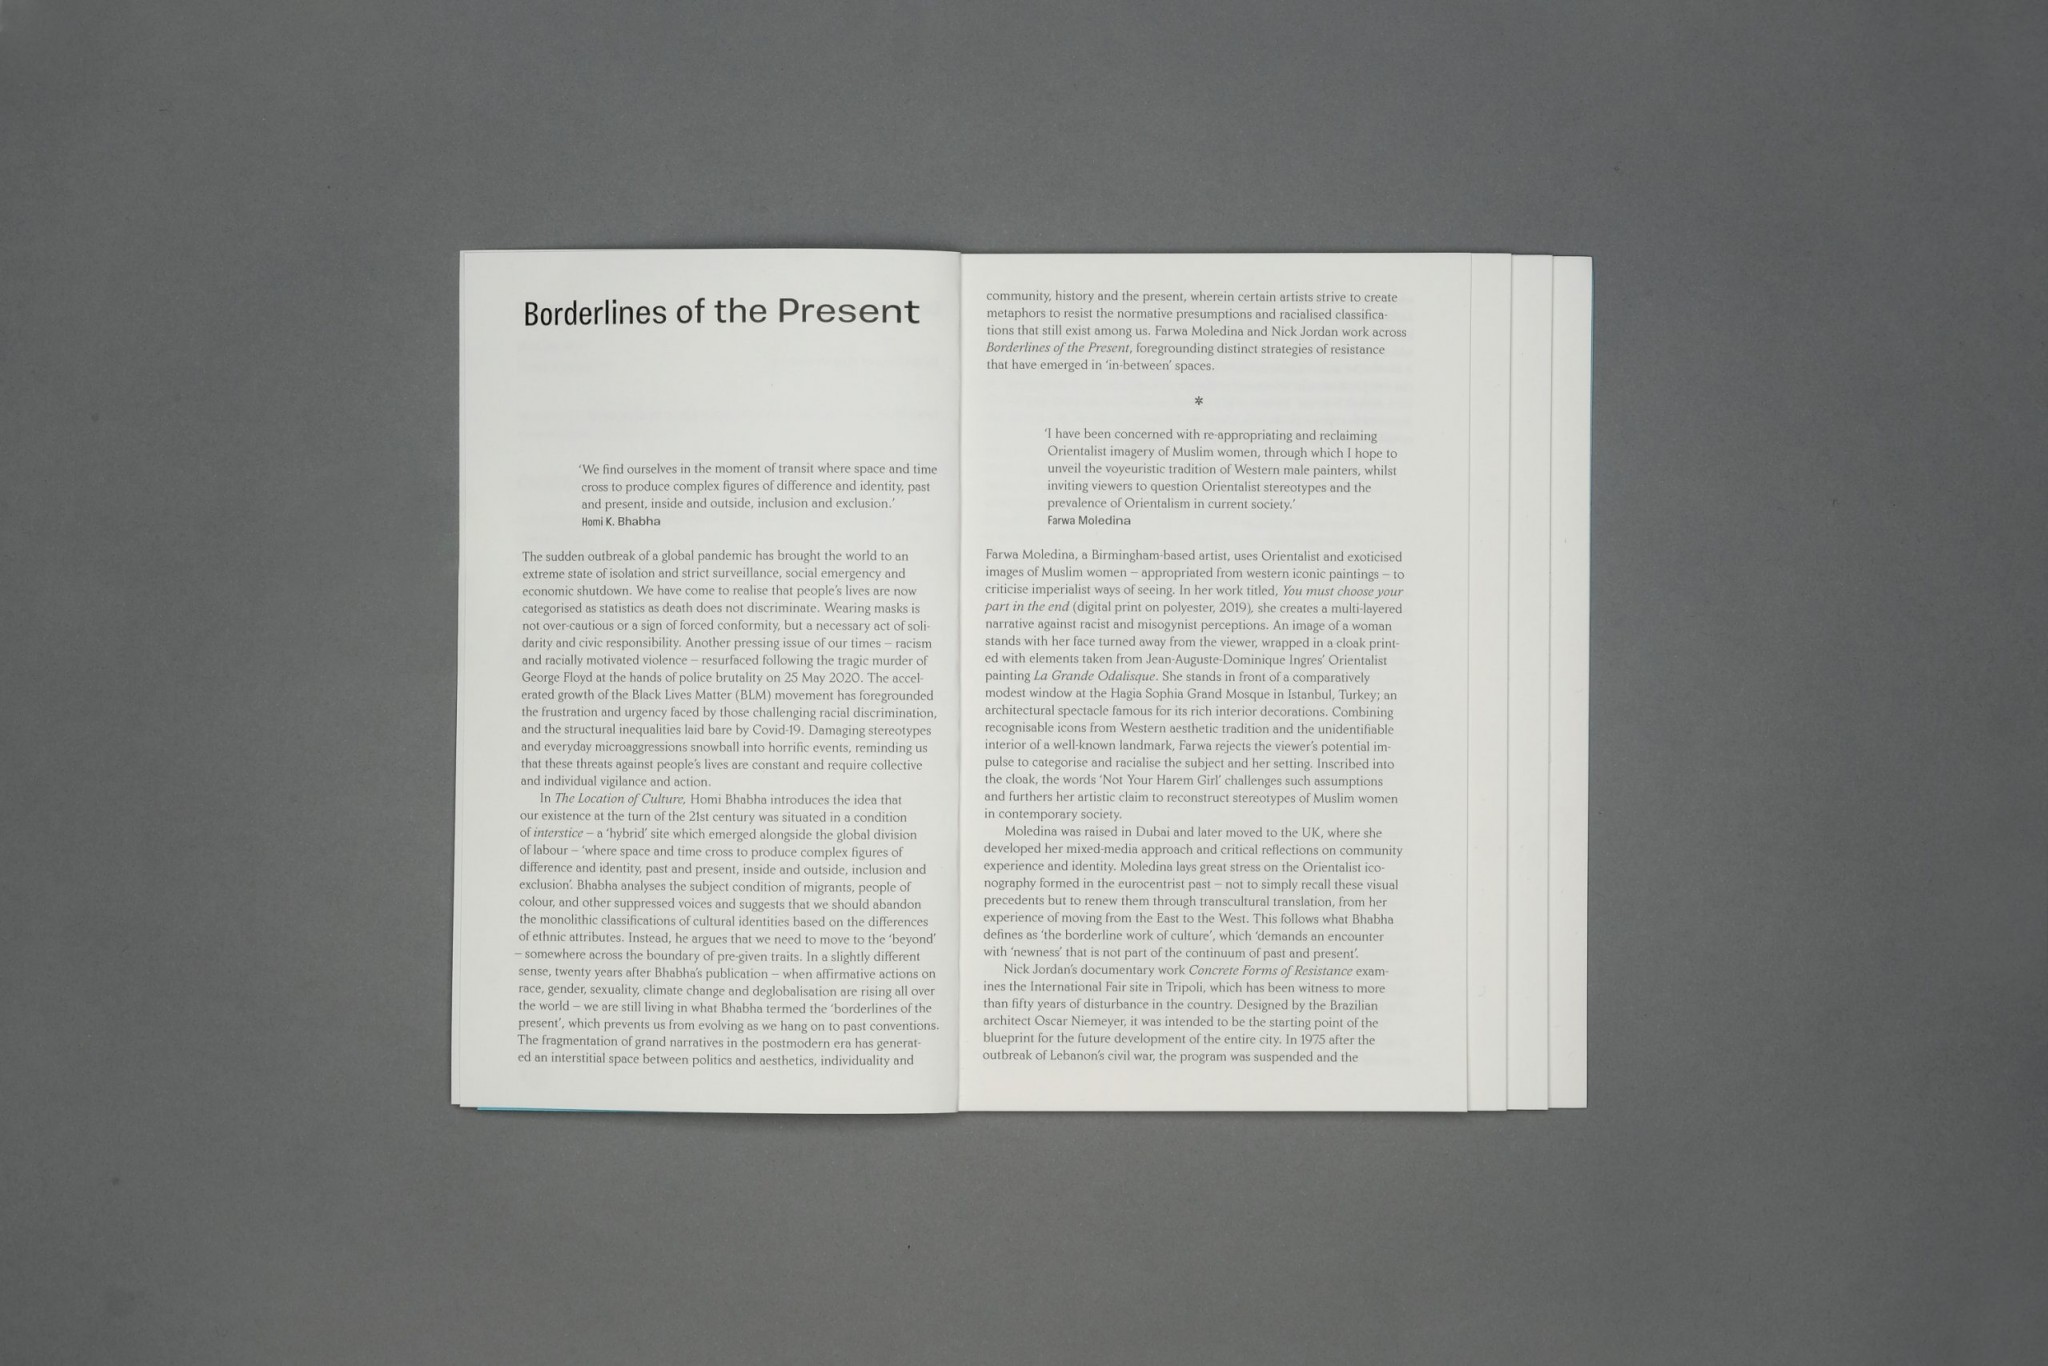 Borderlines of the Present
‘We find ourselves in the moment of transit where space and time
cross to produce complex figures of difference and identity, past
and present, inside and outside, inclusion and exclusion.’
Homi K. Bhabha
The sudden outbreak of a global pandemic has brought the world to an
extreme state of isolation and strict surveillance, social emergency and
economic shutdown. We have come to realise that people’s lives are now
categorised as statistics as death does not discriminate. Wearing masks is
not over-cautious or a sign of forced conformity, but a necessary act of soli-
darity and civic responsibility. Another pressing issue of our times – racism
and racially motivated violence – resurfaced following the tragic murder of
George Floyd at the hands of police brutality on 25 May 2020. The accel-
erated growth of the Black Lives Matter (BLM) movement has foregrounded
the frustration and urgency faced by those challenging racial discrimination,
and the structural inequalities laid bare by Covid-19. Damaging stereotypes
and everyday microaggressions snowball into horrific events, reminding us
that these threats against people’s lives are constant and require collective
and individual vigilance and action.
In The Location of Culture, Homi Bhabha introduces the idea that
our existence at the turn of the 21st century was situated in a condition
of interstice – a ‘hybrid’ site which emerged alongside the global division
of labour – ‘where space and time cross to produce complex figures of
difference and identity, past and present, inside and outside, inclusion and
exclusion’. Bhabha analyses the subject condition of migrants, people of
colour, and other suppressed voices and suggests that we should abandon
the monolithic classifications of cultural identities based on the differences
of ethnic attributes. Instead, he argues that we need to move to the ‘beyond’
– somewhere across the boundary of pre-given traits. In a slightly different
sense, twenty years after Bhabha’s publication – when affirmative actions on
race, gender, sexuality, climate change and deglobalisation are rising all over
the world – we are still living in what Bhabha termed the ‘borderlines of the
present’, which prevents us from evolving as we hang on to past conventions.
The fragmentation of grand narratives in the postmodern era has generat-
ed an interstitial space between politics and aesthetics, individuality and
community, history and the present, wherein certain artists strive to create
metaphors to resist the normative presumptions and racialised classifica-
tions that still exist among us. Farwa Moledina and Nick Jordan work across
Borderlines of the Present, foregrounding distinct strategies of resistance
that have emerged in ‘in-between’ spaces.
*
‘I have been concerned with re-appropriating and reclaiming
Orientalist imagery of Muslim women, through which I hope to
unveil the voyeuristic tradition of Western male painters, whilst
inviting viewers to question Orientalist stereotypes and the
prevalence of Orientalism in current society.’
Farwa Moledina
Farwa Moledina, a Birmingham-based artist, uses Orientalist and exoticised
images of Muslim women – appropriated from western iconic paintings – to
criticise imperialist ways of seeing. In her work titled, You must choose your
part in the end (digital print on polyester, 2019), she creates a multi-layered
narrative against racist and misogynist perceptions. An image of a woman
stands with her face turned away from the viewer, wrapped in a cloak print-
ed with elements taken from Jean-Auguste-Dominique Ingres’ Orientalist
painting La Grande Odalisque. She stands in front of a comparatively
modest window at the Hagia Sophia Grand Mosque in Istanbul, Turkey; an
architectural spectacle famous for its rich interior decorations. Combining
recognisable icons from Western aesthetic tradition and the unidentifiable
interior of a well-known landmark, Farwa rejects the viewer’s potential im-
pulse to categorise and racialise the subject and her setting. Inscribed into
the cloak, the words ‘Not Your Harem Girl’ challenges such assumptions
and furthers her artistic claim to reconstruct stereotypes of Muslim women
in contemporary society.
Moledina was raised in Dubai and later moved to the UK, where she
developed her mixed-media approach and critical reflections on community
experience and identity. Moledina lays great stress on the Orientalist ico-
nography formed in the eurocentrist past – not to simply recall these visual
precedents but to renew them through transcultural translation, from her
experience of moving from the East to the West. This follows what Bhabha
defines as ‘the borderline work of culture’, which ‘demands an encounter
with ‘newness’ that is not part of the continuum of past and present’.
Nick Jordan’s documentary work Concrete Forms of Resistance exam-
ines the International Fair site in Tripoli, which has been witness to more
than fifty years of disturbance in the country. Designed by the Brazilian
architect Oscar Niemeyer, it was intended to be the starting point of the
blueprint for the future development of the entire city. In 1975 after the
outbreak of Lebanon’s civil war, the program was suspended and the